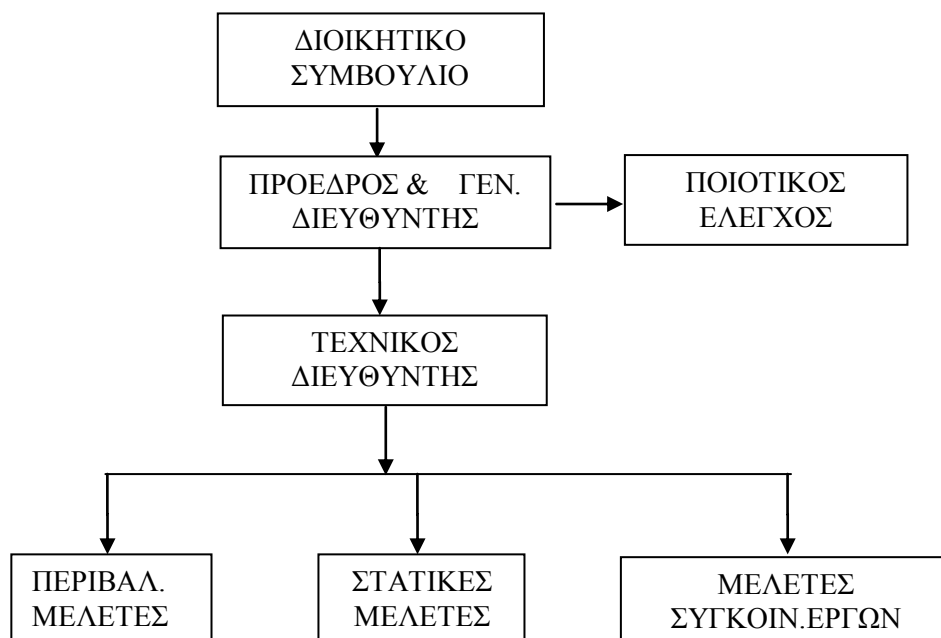 ΔΙΟΙΚΗΤΙΚΟ
ΣΥΜΒΟΥΛΙΟ
ΠΡΟΕΔΡΟΣ & ΓΕΝ.
ΔΙΕΥΘΥΝΤΗΣ
ΠΟΙΟΤΙΚΟΣ
ΕΛΕΓΧΟΣ
ΤΕΧΝΙΚΟΣ
ΔΙΕΥΘΥΝΤΗΣ
ΠΕΡΙΒΑΛ.
ΜΕΛΕΤΕΣ
ΣΤΑΤΙΚΕΣ
ΜΕΛΕΤΕΣ
ΜΕΛΕΤΕΣ
ΣΥΓΚΟΙΝ.ΕΡΓΩΝ